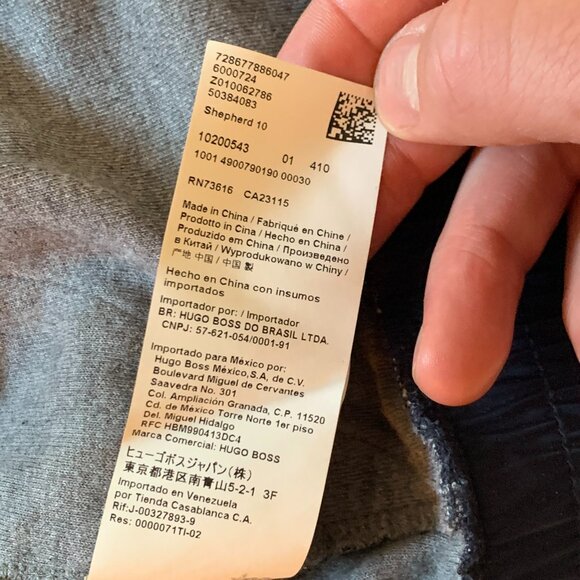 728677886047
6000724
Z010062786
50384083
Shepherd 10
10200543 01 410
1001 4900790190 00030
RN73616 CA23115
Made in China / Fabriqué en Chine /
Prodotto in Cina / Hecho en China /
Produzido em China / Произведено
в Китай / Wyprodukowano w Chiny /
产地 中国 / 中国 製
Hecho en China con insumos
importados
Importador por: / Importador
BR: HUGO BOSS DO BRASIL LTDA.
CNPJ: 57-621-054/0001-91
Importado para México por:
Hugo Boss México,S.A, de C.V.
Boulevard Miguel de Cervantes
Saavedra No. 301
Col. Ampliación Granada, C.P. 11520
Cd. de México Torre Norte 1er piso
Del. Miguel Hidalgo
RFC HBM990413DC4
Marca Comercial: HUGO BOSS
ヒューゴボスジャパン(株)
東京都港区南青山5-2-1 3F
Importado en Venezuela
por Tienda Casablanca C.A.
Rif:J-00327893-9
Res: 0000071TI-02